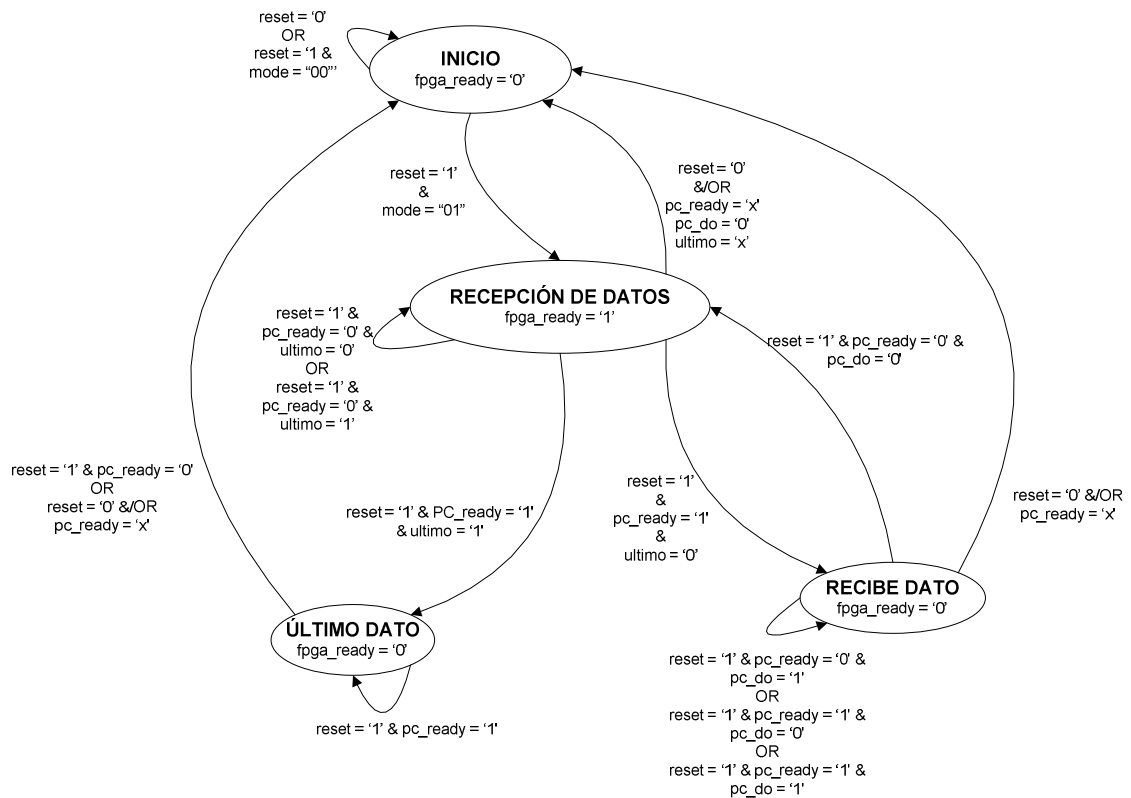 reset = '0'
OR
reset = '1 &
mode = "00"'
INICIO
fpga_ready = '0'
reset = '1'
&
mode = "01"
reset = '0'
&/OR
pc_ready = 'x'
pc_do = '0'
ultimo = 'x'
RECEPCIÓN DE DATOS
fpga_ready = '1'
reset = '1' &
pc_ready = '0' &
ultimo = '0'
OR
reset = '1' &
pc_ready = '0' &
ultimo = '1'
reset = '1' & pc_ready = '0' &
pc_do = '0'
reset = '1' & pc_ready = '0'
OR
reset = '0' &/OR
pc_ready = 'x'
reset = '1' & PC_ready = '1'
& ultimo = '1'
reset = '1'
&
pc_ready = '1'
&
ultimo = '0'
reset = '0' &/OR
pc_ready = 'x'
RECIBE DATO
fpga_ready = '0'
ÚLTIMO DATO
fpga_ready = '0'
reset = '1' & pc_ready = '1'
reset = '1' & pc_ready = '0' &
pc_do = '1'
OR
reset = '1' & pc_ready = '1' &
pc_do = '0'
OR
reset = '1' & pc_ready = '1' &
pc_do = '1'